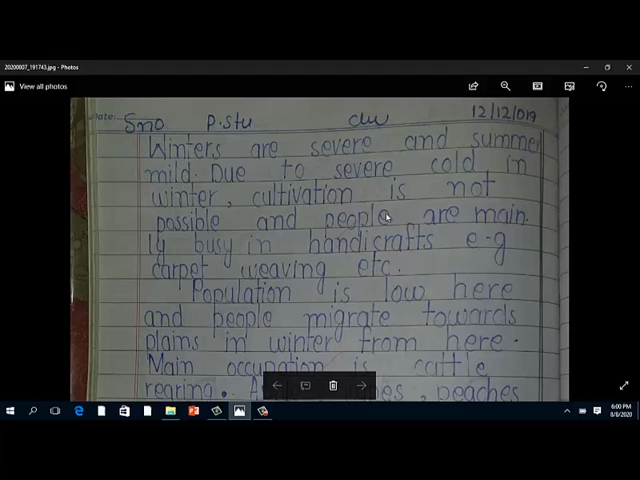 20200807_191743.jpg - Photos
View all photos
Date: Sno P.Stu CW 12/12/019
Winters are severe and summer
mild. Due to severe cold in
winter, cultivation is not
possible and people are main
ly busy in handicrafts e-g
carpet weaving etc.
Population is low here
and people migrate towards
plains in winter from here.
Main occupation is cattle
rearing. peaches
6:00 PM
8/8/2020